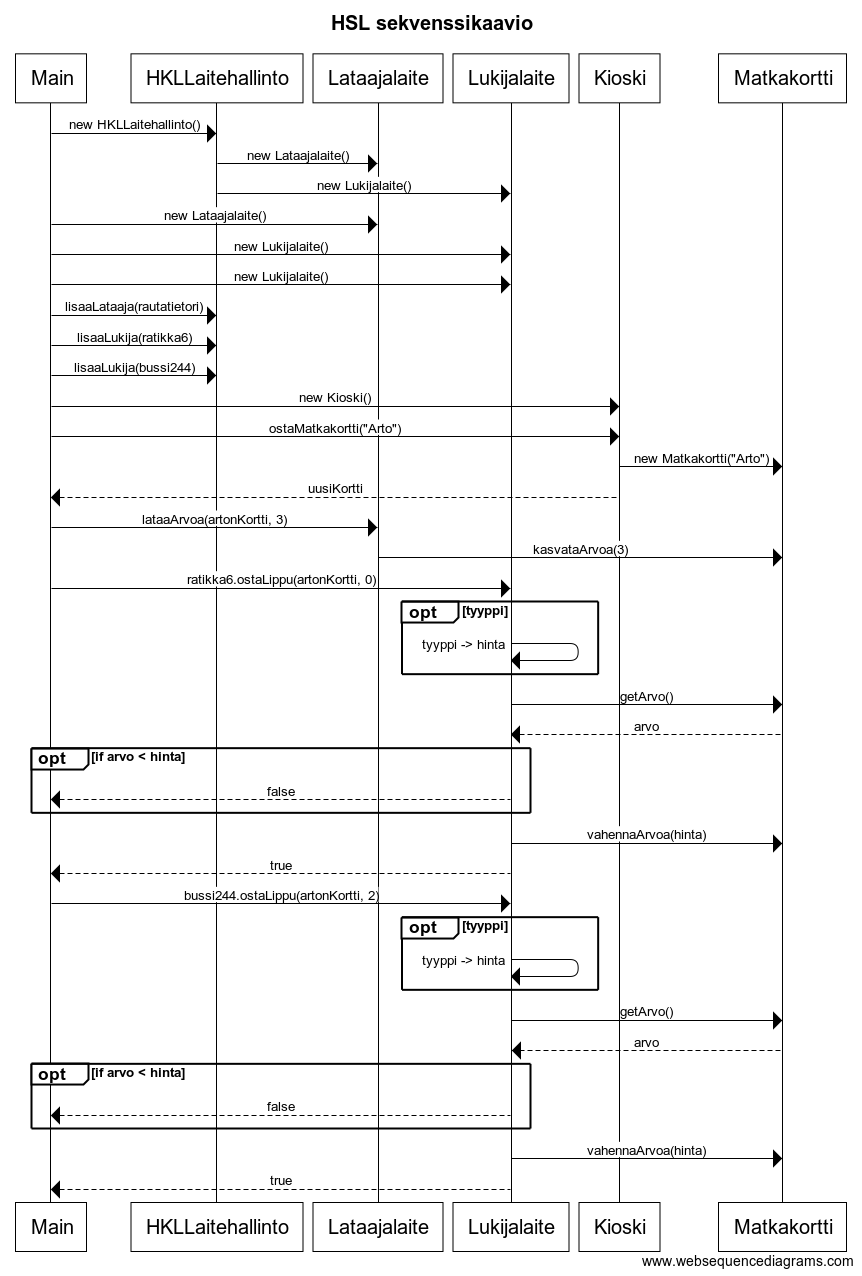 HSL sekvenssikaavio
Main HKLLaitehallinto Lataajalaite Lukijalaite Kioski Matkakortti
new HKLLaitehallinto()
new Lataajalaite()
new Lukijalaite()
new Lataajalaite()
new Lukijalaite()
new Lukijalaite()
lisaaLataaja(rautatietori)
lisaaLukija(ratikka6)
lisaaLukija(bussi244)
new Kioski()
ostaMatkakortti("Arto")
new Matkakortti("Arto")
uusiKortti
lataaArvoa(artonKortti, 3)
kasvataArvoa(3)
ratikka6.ostaLippu(artonKortti, 0)
opt [tyyppi]
tyyppi -> hinta
getArvo()
arvo
opt [if arvo < hinta]
false
vahennaArvoa(hinta)
true
bussi244.ostaLippu(artonKortti, 2)
opt [tyyppi]
tyyppi -> hinta
getArvo()
arvo
opt [if arvo < hinta]
false
vahennaArvoa(hinta)
true
Main HKLLaitehallinto Lataajalaite Lukijalaite Kioski Matkakortti
www.websequencediagrams.com